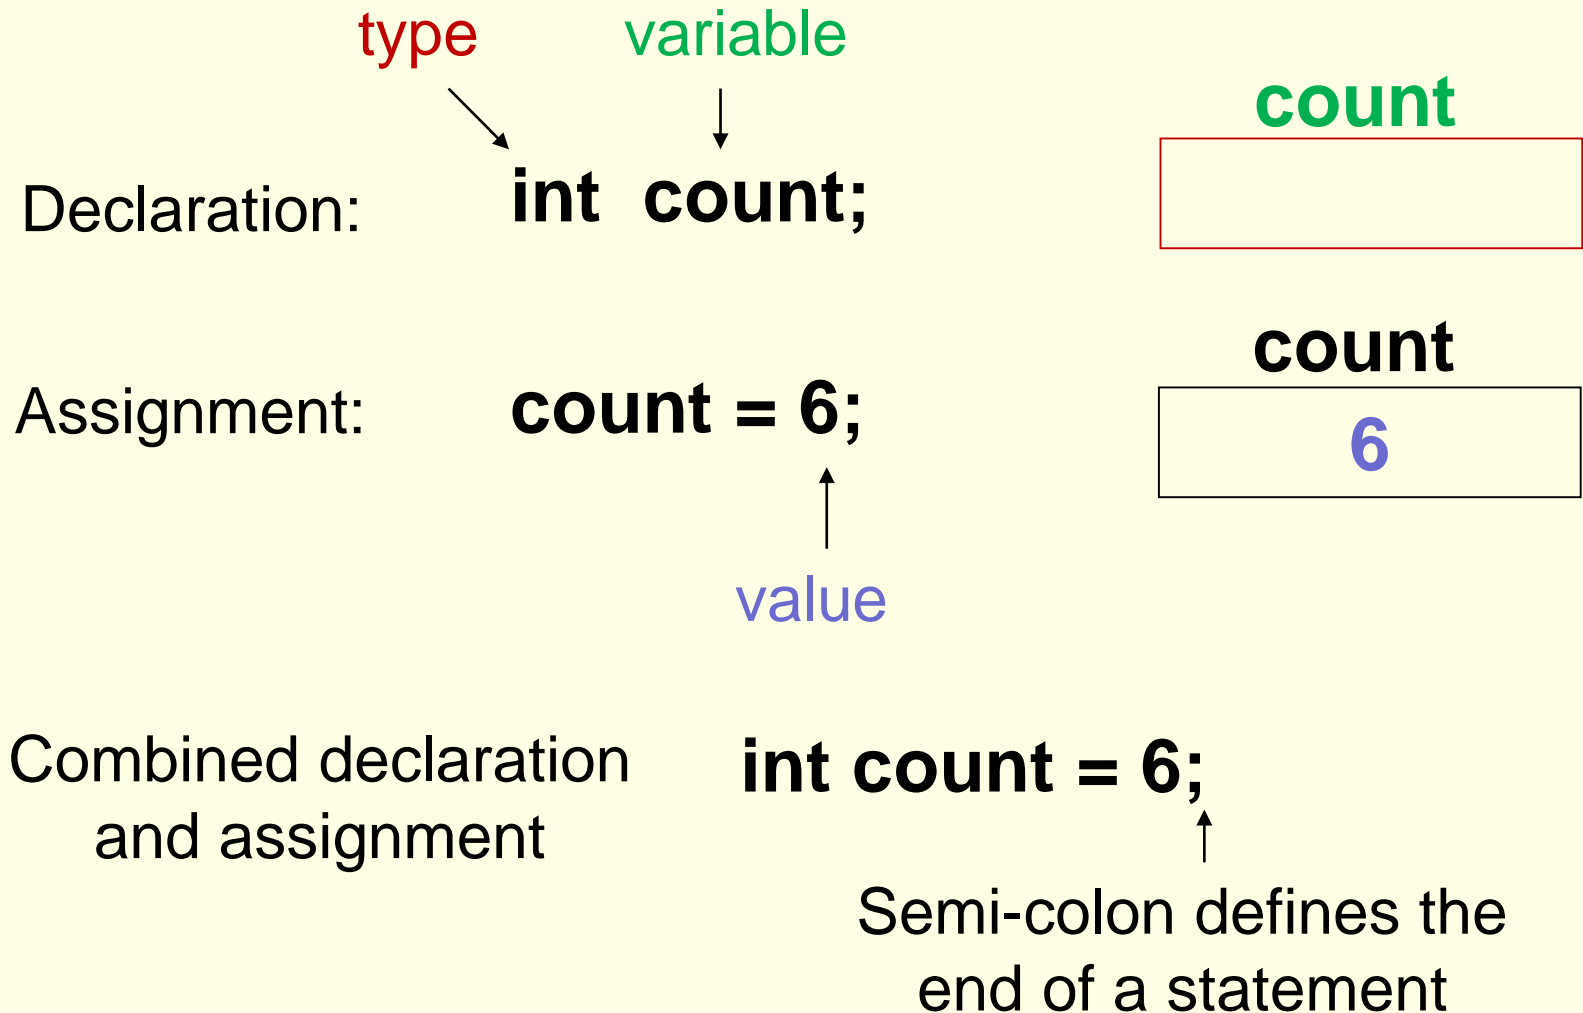 type variable
count
Declaration: int count;
count
Assignment: count = 6;
6
value
Combined declaration
and assignment
int count = 6;
Semi-colon defines the
end of a statement